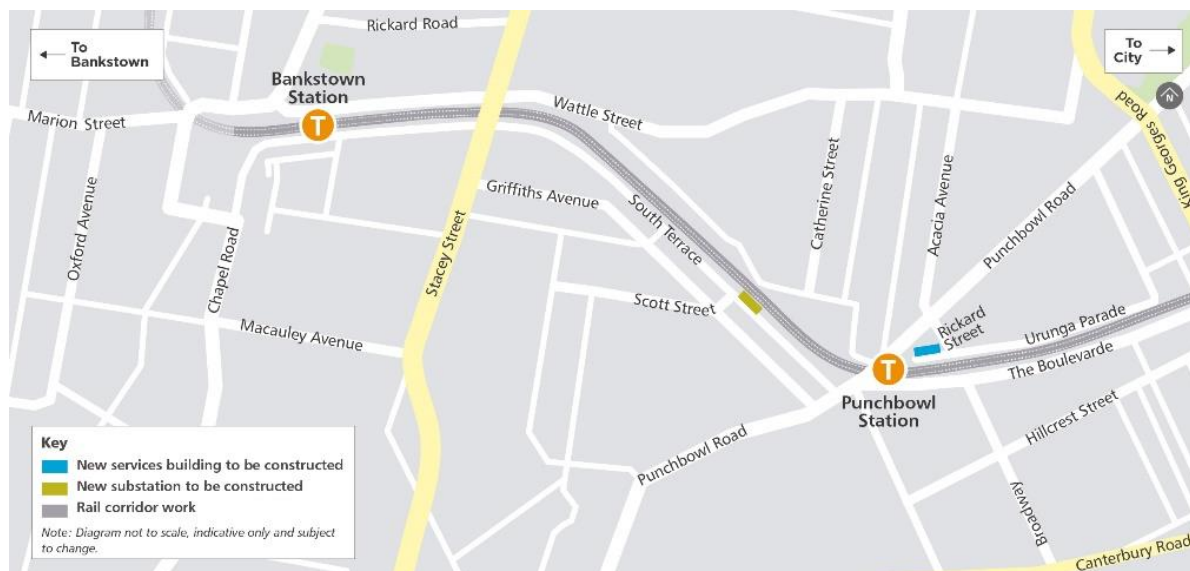 Rickard Road
To
Bankstown
To
City
Bankstown
Station
T
N
Marion Street
Wattle Street
King Georges Road
Griffiths Avenue
South Terrace
Catherine Street
Acacia Avenue
Punchbowl Road
Oxford Avenue
Chapel Road
Stacey Street
Scott Street
Macauley Avenue
Rickard
Street
Urunga Parade
The Boulevarde
T
Punchbowl
Station
Hillcrest Street
Punchbowl Road
Broadway
Canterbury Road
Key
New services building to be constructed
New substation to be constructed
Rail corridor work
Note: Diagram not to scale, indicative only and subject
to change.